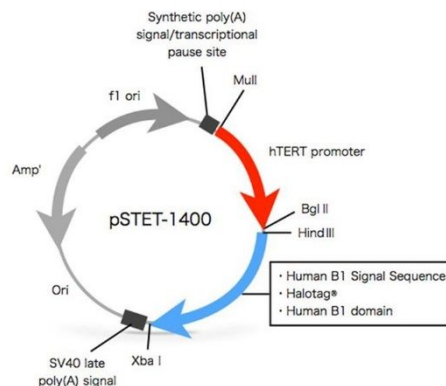 Synthetic poly(A)
signal/transcriptional
pause site
MulI
f1 ori
hTERT promoter
Amp'
pSTET-1400
Bgl II
Hind III
· Human B1 Signal Sequence
· Halotag®
· Human B1 domain
Ori
Xba I
SV40 late
poly(A) signal